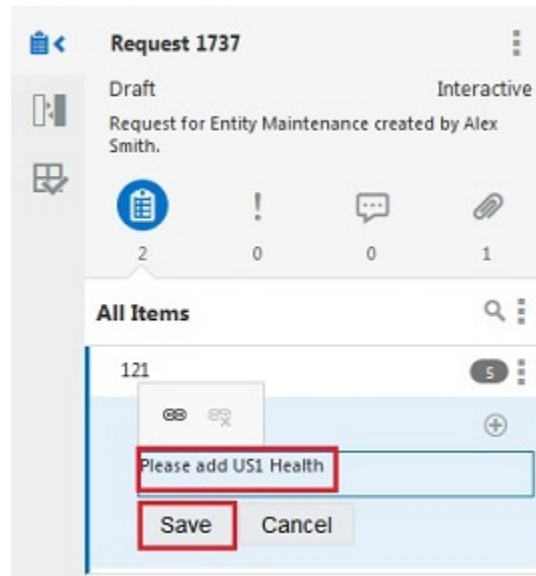 Request 1737
Draft Interactive
Request for Entity Maintenance created by Alex
Smith.
2 0 0 1
All Items
121 5
Please add US1 Health
Save Cancel